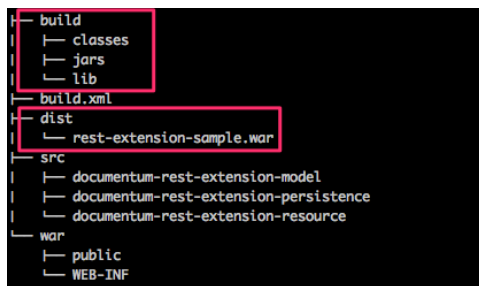 ├── build
│   ├── classes
│   ├── jars
│   └── lib
├── build.xml
├── dist
│   └── rest-extension-sample.war
├── src
│   ├── documentum-rest-extension-model
│   ├── documentum-rest-extension-persistence
│   └── documentum-rest-extension-resource
└── war
    ├── public
    └── WEB-INF